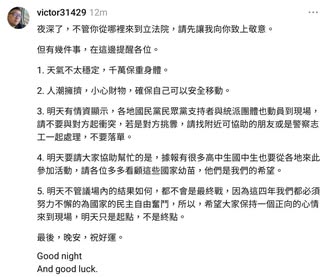 victor31429 12m
夜深了，不管你從哪裡來到立法院，請先讓我向你致上敬意。
但有幾件事，在這邊提醒各位。
1. 天氣不太穩定，千萬保重身體。
2. 人潮擁擠，小心財物，確保自己可以安全移動。
3. 明天有情資顯示，各地國民黨民眾黨支持者與統派團體也動員到現場，
請不要與對方起衝突，若是對方挑釁，請找附近可協助的朋友或是警察志
工一起處理，不要落單。
4. 明天要請大家協助幫忙的是，據報有很多高中生國中生也要從各地來此
參加活動，請各位多多看顧這些國家幼苗，他們是我們的希望。
5. 明天不管議場內的結果如何，都不會是最終戰，因為這四年我們都必須
努力不懈的為國家的民主自由奮鬥，所以，希望大家保持一個正向的心情
來到現場，明天只是起點，不是終點。
最後，晚安，祝好運。
Good night
And good luck.